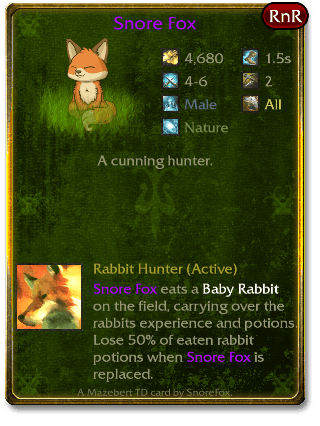 RnR
Snore Fox
4,680 1.5s
4-6 2
Male All
Nature
A cunning hunter.
Rabbit Hunter (Active)
Snore Fox eats a Baby Rabbit
on the field, carrying over the
rabbits experience and potions.
Lose 50% of eaten rabbit
potions when Snore Fox is
replaced.
A Mazebert TD card by Snorefox.